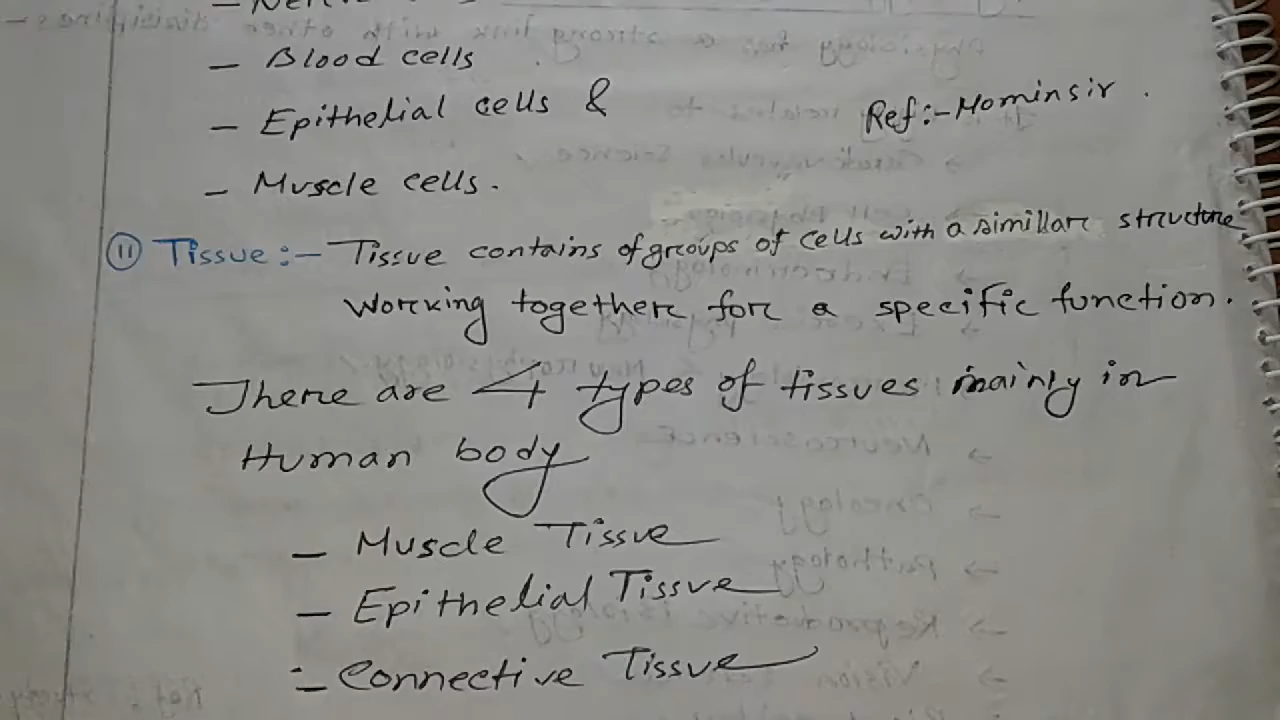 - Blood cells
- Epithelial cells &
Ref:- Mominsir.
- Muscle cells.
(11) Tissue :- Tissue contains of groups of cells with a simillar structure
working together for a specific function.
There are 4 types of tissues mainly in
Human body
- Muscle Tissue
- Epithelial Tissue
- Connective Tissue